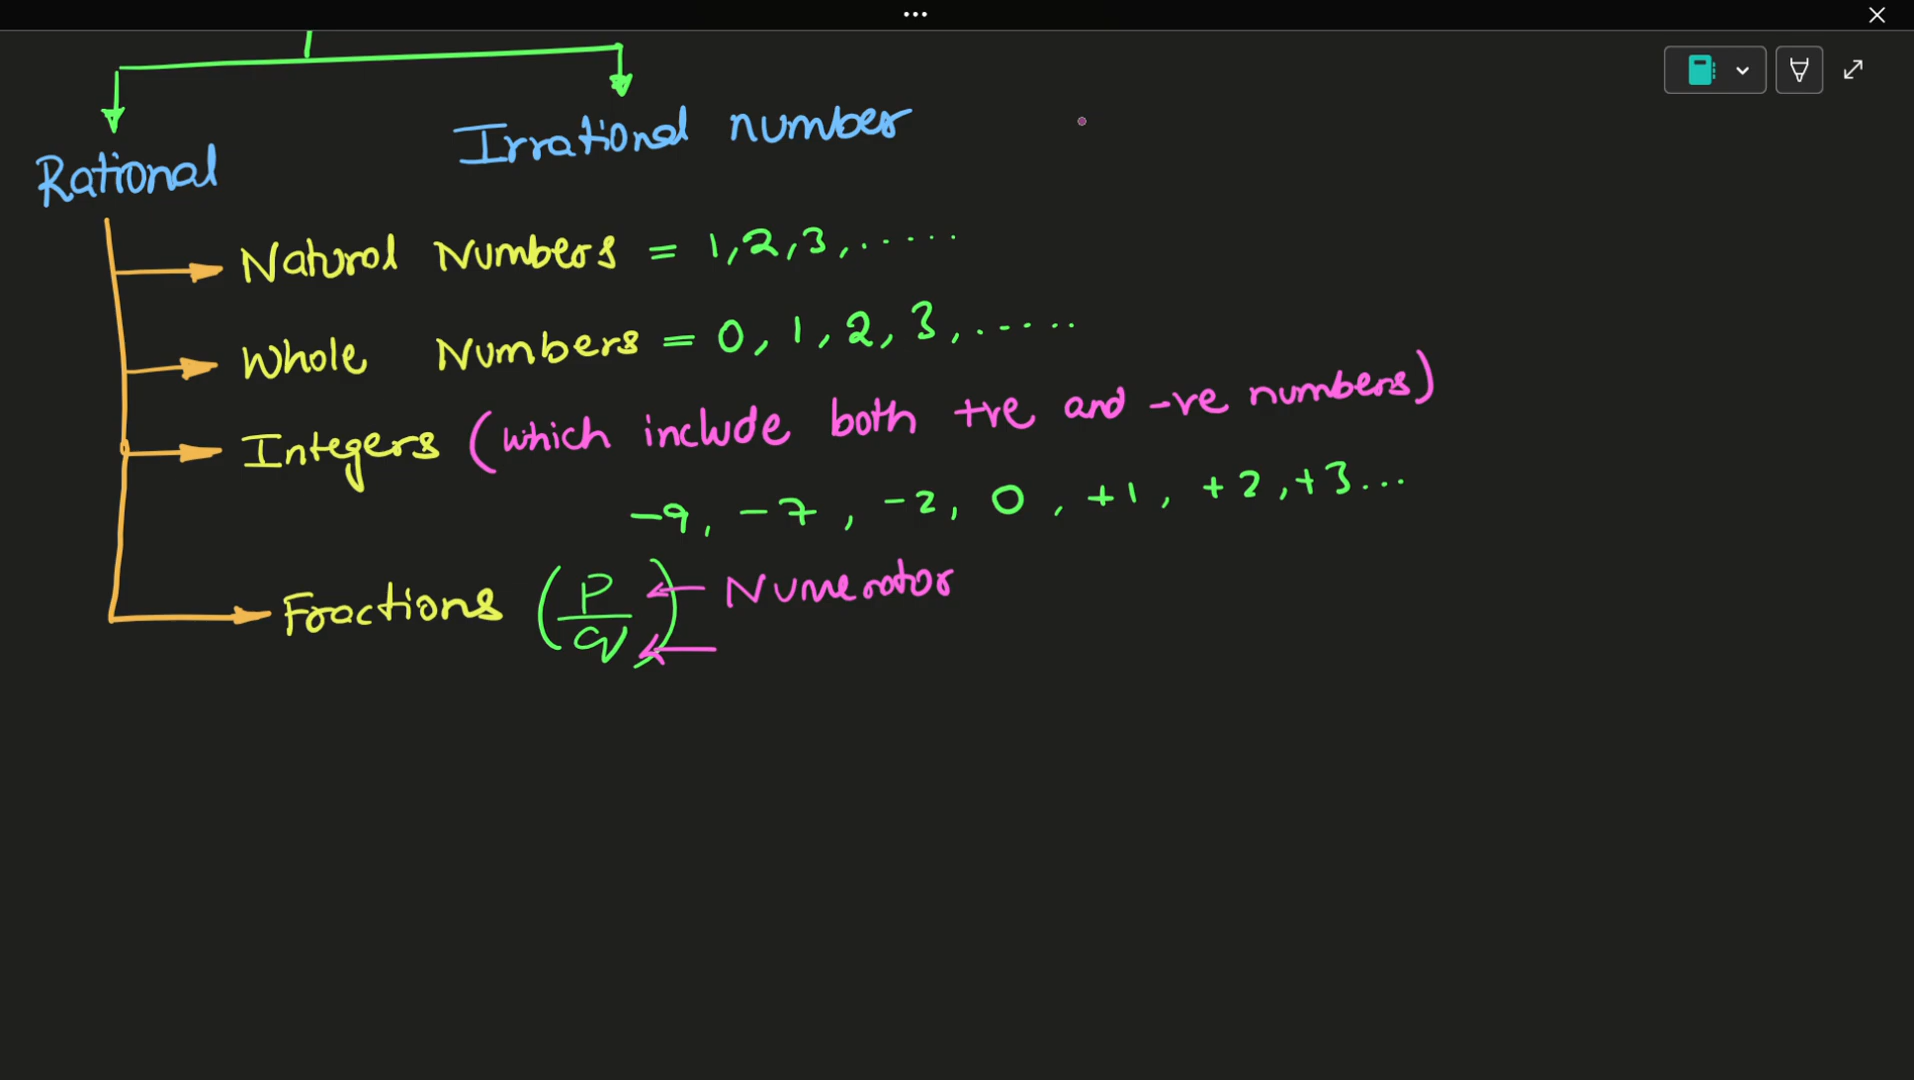 Irrational number
Rational
Natural Numbers = 1, 2, 3, .....
Whole Numbers = 0, 1, 2, 3, .....
Integers (which include both +ve and -ve numbers)
-9, -7, -2, 0, +1, +2, +3...
Fractions (P/q) ← Numerator